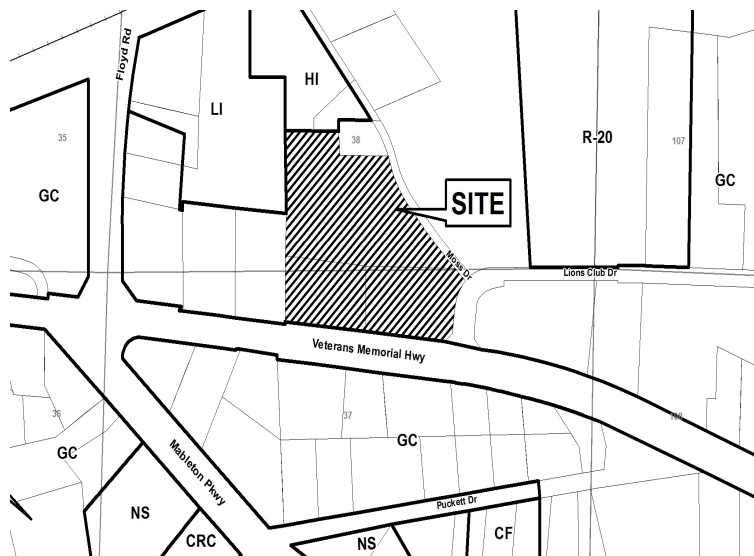 Floyd Rd
HI
LI
35
38
R-20
107
GC
GC
SITE
Moss Dr
Lions Club Dr
Veterans Memorial Hwy
36
37
108
GC
GC
Mableton Pkwy
Puckett Dr
NS
CRC
NS
CF